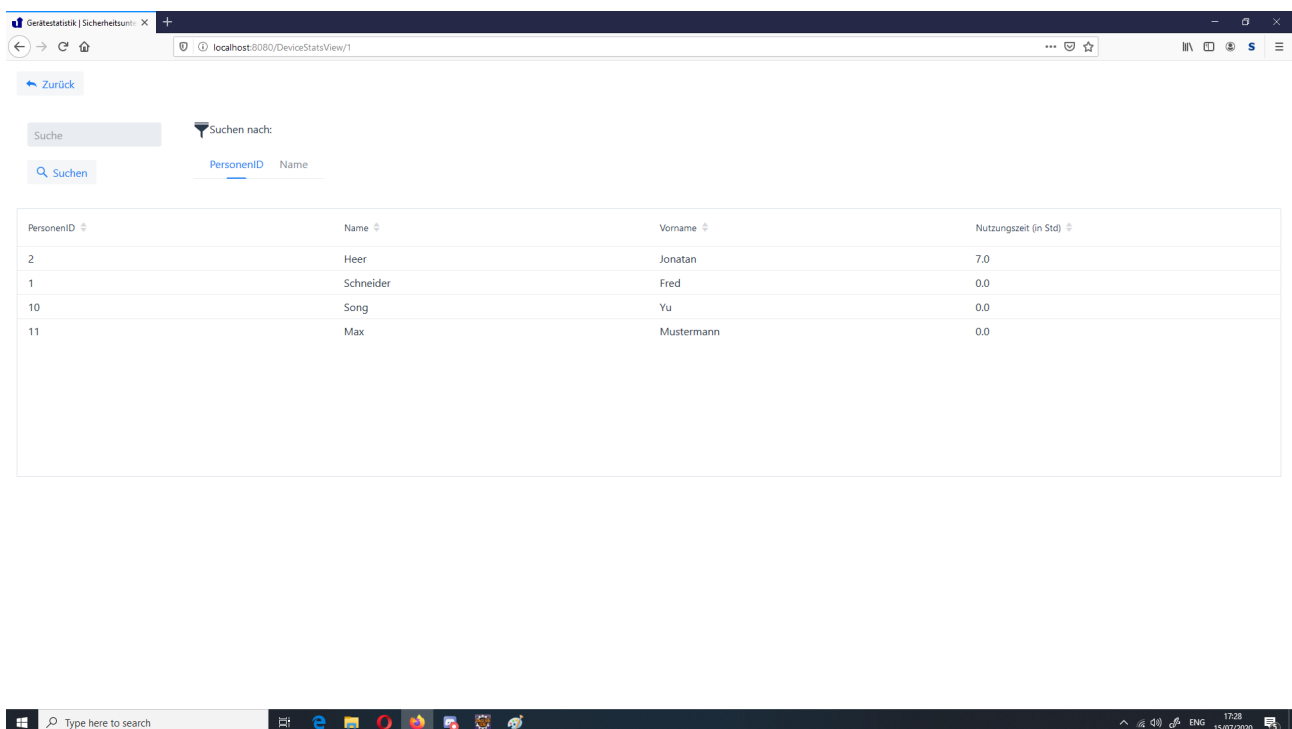 Gerätestatistik | Sicherheitsunte
localhost:8080/DeviceStatsView/1
S
Zurück
Suche
Suchen nach:
PersonenID Name
Suchen
PersonenID Name Vorname Nutzungszeit (in Std)
2 Heer Jonatan 7.0
1 Schneider Fred 0.0
10 Song Yu 0.0
11 Max Mustermann 0.0
Type here to search
ENG
17:28
15/07/2020